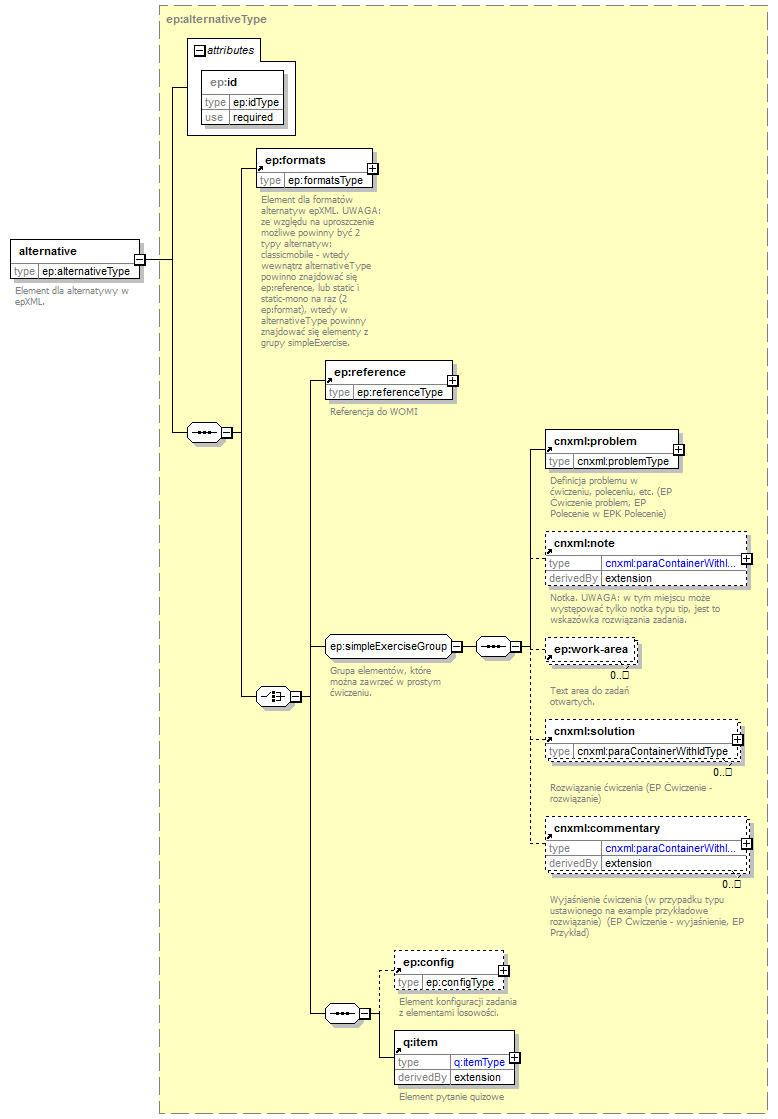 ep:alternativeType
attributes
ep:id
type ep:idType
use required
ep:formats
type ep:formatsType
Element dla formatów
alternatyw epXML. UWAGA:
ze względu na uproszczenie
możliwe powinny być 2
typy alternatyw:
classicmobile - wtedy
wewnątrz alternativeType
powinno znajdować się
ep:reference, lub static i
static-mono na raz (2
ep:format), wtedy w
alternativeType powinny
znajdować się elementy z
grupy simpleExercise.
alternative
type ep:alternativeType
Element dla alternatywy w
epXML.
ep:reference
type ep:referenceType
Referencja do WOMI
cnxml:problem
type cnxml:problemType
Definicja problemu w
ćwiczeniu, poleceniu, etc. (EP
Ćwiczenie problem, EP
Polecenie w EPK Polecenie)
cnxml:note
type cnxml:paraContainerWithI...
derivedBy extension
Notka. UWAGA: w tym miejscu może
występować tylko notka typu tip, jest to
wskazówka rozwiązania zadania.
ep:simpleExerciseGroup
Grupa elementów, które
można zawrzeć w prostym
ćwiczeniu.
ep:work-area
0..
Text area do zadań
otwartych.
cnxml:solution
type cnxml:paraContainerWithIdType
0..
Rozwiązanie ćwiczenia (EP Ćwiczenie -
rozwiązanie)
cnxml:commentary
type cnxml:paraContainerWithI...
derivedBy extension
0..
Wyjaśnienie ćwiczenia (w przypadku typu
ustawionego na example przykładowe
rozwiązanie) (EP Ćwiczenie - wyjaśnienie, EP
Przykład)
ep:config
type ep:configType
Element konfiguracji zadania
z elementami losowości.
q:item
type q:itemType
derivedBy extension
Element pytanie quizowe